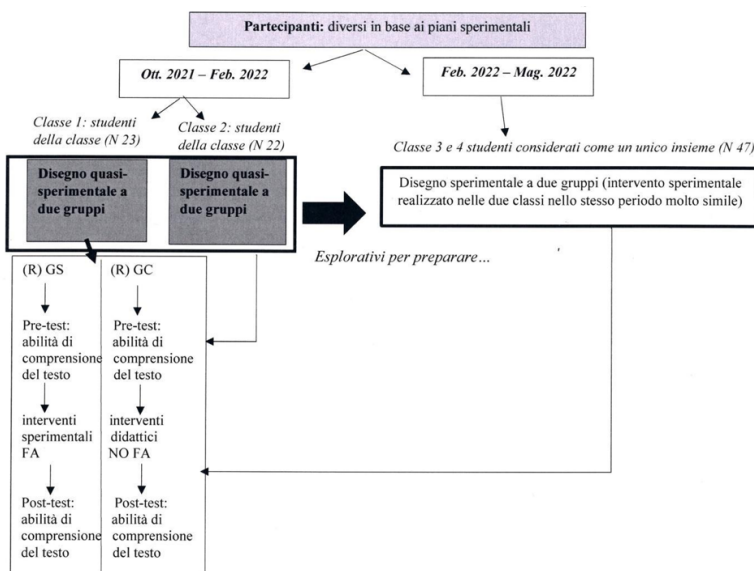 Partecipanti: diversi in base ai piani sperimentali
Ott. 2021 – Feb. 2022
Feb. 2022 – Mag. 2022
Classe 1: studenti
della classe (N 23)
Classe 2: studenti
della classe (N 22)
Classe 3 e 4 studenti considerati come un unico insieme (N 47)
Disegno quasi-
sperimentale a
due gruppi
Disegno quasi-
sperimentale a
due gruppi
Disegno sperimentale a due gruppi (intervento sperimentale
realizzato nelle due classi nello stesso periodo molto simile)
Esplorativi per preparare…
(R) GS
Pre-test:
abilità di
comprensione
del testo
interventi
sperimentali
FA
Post-test:
abilità di
comprensione
del testo
(R) GC
Pre-test:
abilità di
comprensione
del testo
interventi
didattici
NO FA
Post-test:
abilità di
comprensione
del testo